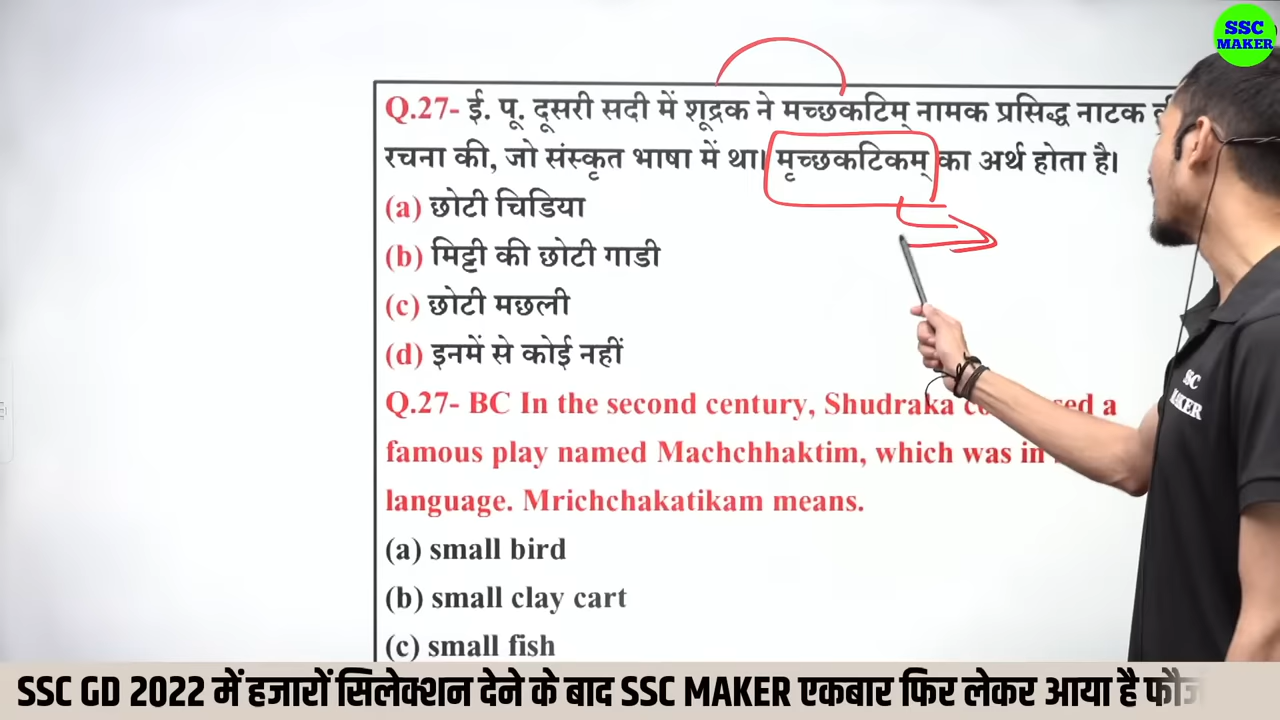 SSC
MAKER
Q.27- ई. पू. दूसरी सदी में शूद्रक ने मच्छकटिम् नामक प्रसिद्ध नाटक
रचना की, जो संस्कृत भाषा में था। मृच्छकटिकम् का अर्थ होता है।
(a) छोटी चिडिया
(b) मिट्टी की छोटी गाडी
(c) छोटी मछली
(d) इनमें से कोई नहीं
Q.27- BC In the second century, Shudraka a
famous play named Machchhaktim, which was in
language. Mrichchakatikam means.
(a) small bird
(b) small clay cart
(c) small fish
SSC
MAKER
SSC GD 2022 में हजारों सिलेक्शन देने के बाद SSC MAKER एकबार फिर लेकर आया है